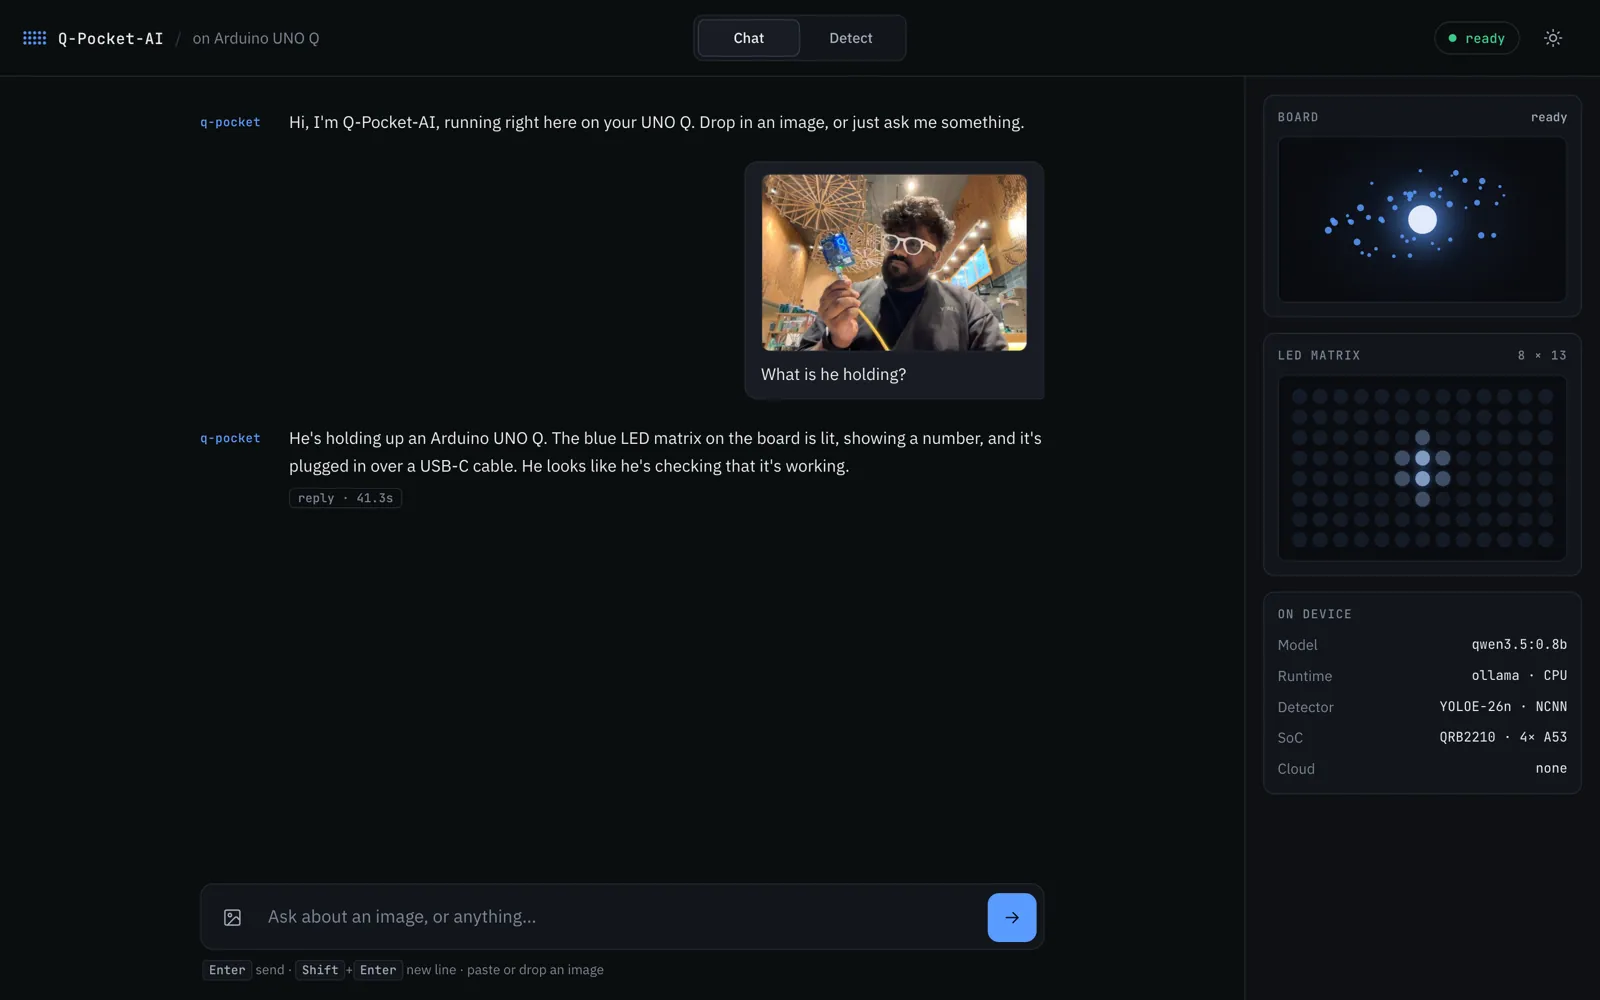 Q-Pocket-AI / on Arduino UNO Q
Chat
Detect
ready
q-pocket
Hi, I'm Q-Pocket-AI, running right here on your UNO Q. Drop in an image, or just ask me something.
What is he holding?
q-pocket
He's holding up an Arduino UNO Q. The blue LED matrix on the board is lit, showing a number, and it's
plugged in over a USB-C cable. He looks like he's checking that it's working.
reply · 41.3s
Ask about an image, or anything...
Enter send · Shift + Enter new line · paste or drop an image
BOARD ready
LED MATRIX 8 × 13
ON DEVICE
Model qwen3.5:0.8b
Runtime ollama · CPU
Detector YOLOE-26n · NCNN
SoC QRB2210 · 4× A53
Cloud none